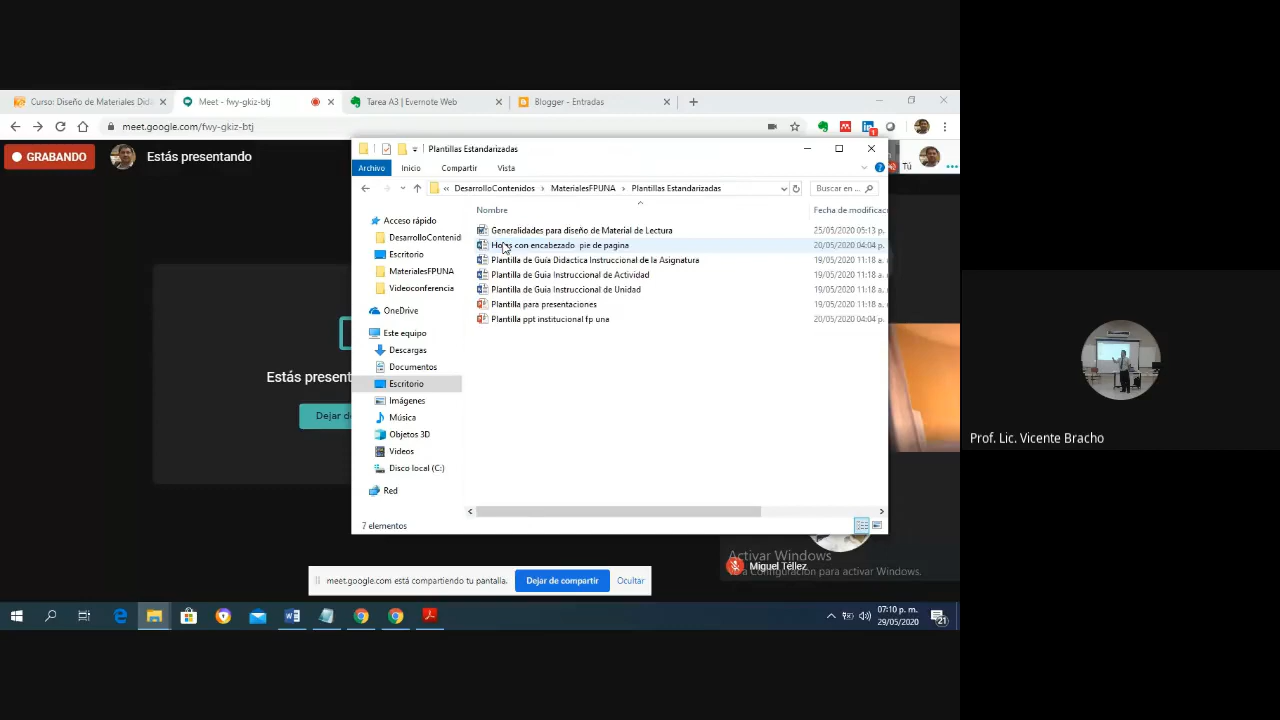 Curso: Diseño de Materiales Did
Meet - fwy-gkiz-btj
Tarea A3 | Evernote Web
Blogger - Entradas
meet.google.com/fwy-gkiz-btj
1
GRABANDO
Estás presentando
Tú
Plantillas Estandarizadas
Archivo
Inicio
Compartir
Vista
DesarrolloContenidos
MaterialesFPUNA
Plantillas Estandarizadas
Buscar en ...
Nombre
Fecha de modificac
Acceso rápido
DesarrolloContenid
Escritorio
MaterialesFPUNA
Videoconferencia
OneDrive
Este equipo
Descargas
Documentos
Escritorio
Imágenes
Música
Objetos 3D
Videos
Disco local (C:)
Red
Generalidades para diseño de Material de Lectura 25/05/2020 05:13 p.
Hojas con encabezado pie de pagina 20/05/2020 04:04 p.
Plantilla de Guía Didactica Instruccional de la Asignatura 19/05/2020 11:18 a.
Plantilla de Guia Instruccional de Actividad 19/05/2020 11:18 a.
Plantilla de Guia Instruccional de Unidad 19/05/2020 11:18 a.
Plantilla para presentaciones 19/05/2020 11:18 a.
Plantilla ppt institucional fp una 20/05/2020 04:04 p.
7 elementos
Estás present
Dejar d
Prof. Lic. Vicente Bracho
Activar Windows
Miguel Téllez
Configuración para activar Windows.
meet.google.com está compartiendo tu pantalla.
Dejar de compartir
Ocultar
07:10 p. m.
29/05/2020
21